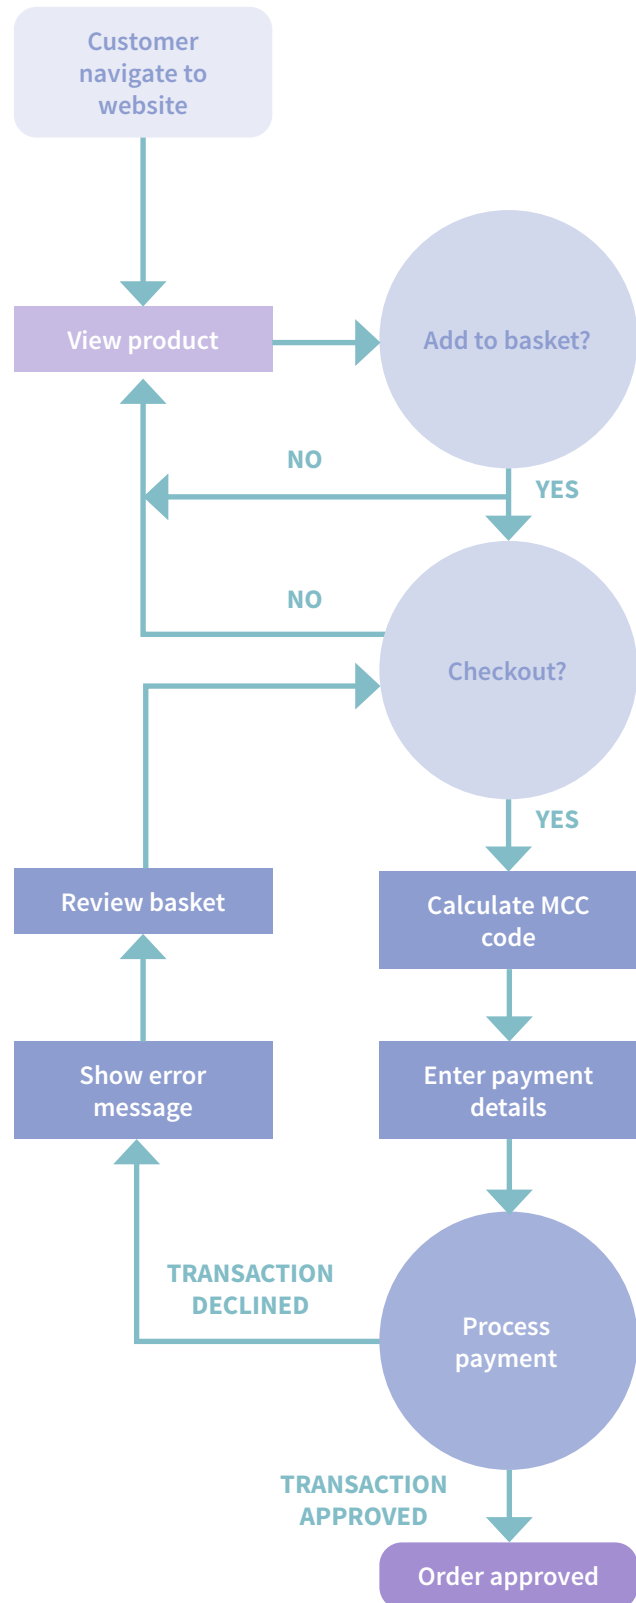 Customer
navigate to
website
View product
Add to basket?
NO
YES
NO
Checkout?
YES
Review basket
Calculate MCC
code
Show error
message
Enter payment
details
TRANSACTION
DECLINED
Process
payment
TRANSACTION
APPROVED
Order approved